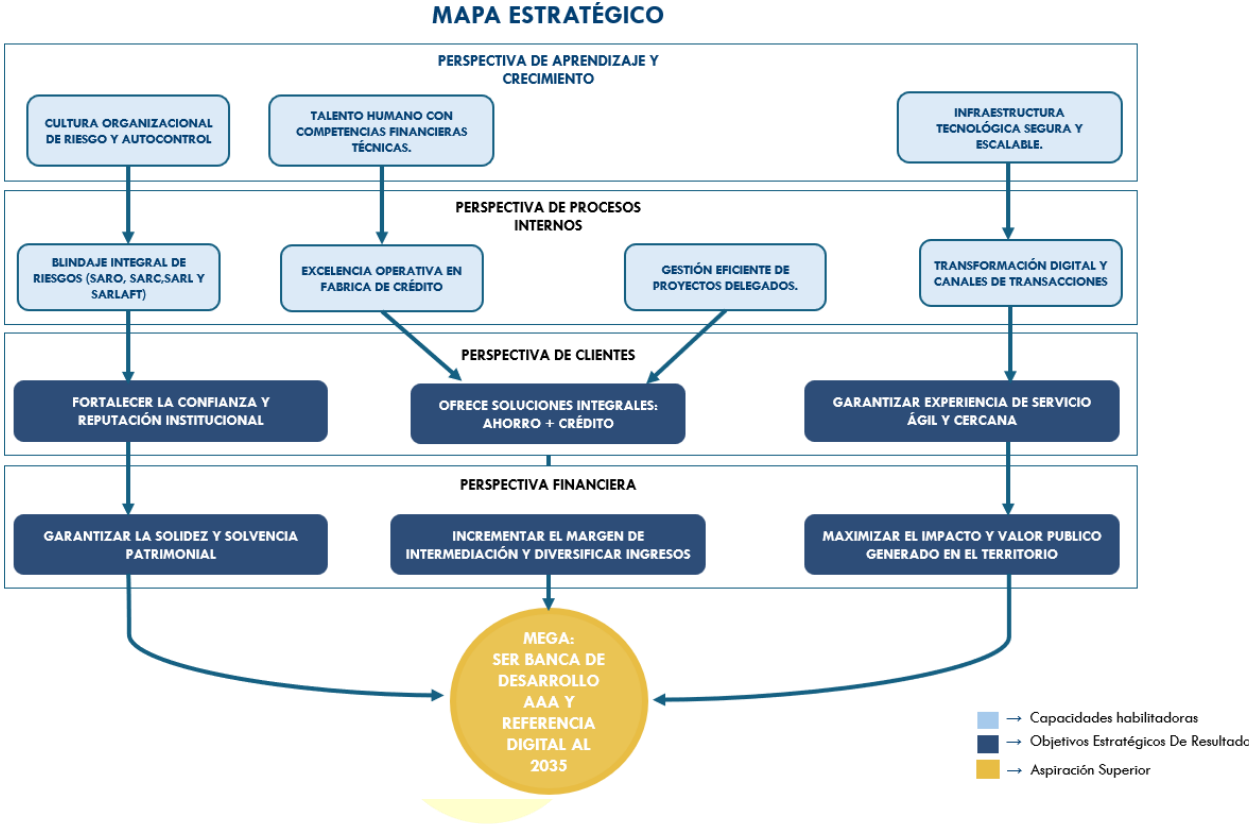 MAPA ESTRATÉGICO
PERSPECTIVA DE APRENDIZAJE Y
CRECIMIENTO
CULTURA ORGANIZACIONAL
DE RIESGO Y AUTOCONTROL
TALENTO HUMANO CON
COMPETENCIAS FINANCIERAS
TÉCNICAS.
INFRAESTRUCTURA
TECNOLÓGICA SEGURA Y
ESCALABLE.
PERSPECTIVA DE PROCESOS
INTERNOS
BLINDAJE INTEGRAL DE
RIESGOS (SARO, SARC,SARL Y
SARLAFT)
EXCELENCIA OPERATIVA EN
FABRICA DE CRÉDITO
GESTIÓN EFICIENTE DE
PROYECTOS DELEGADOS.
TRANSFORMACIÓN DIGITAL Y
CANALES DE TRANSACCIONES
PERSPECTIVA DE CLIENTES
FORTALECER LA CONFIANZA Y
REPUTACIÓN INSTITUCIONAL
OFRECE SOLUCIONES INTEGRALES:
AHORRO + CRÉDITO
GARANTIZAR EXPERIENCIA DE SERVICIO
ÁGIL Y CERCANA
PERSPECTIVA FINANCIERA
GARANTIZAR LA SOLIDEZ Y SOLVENCIA
PATRIMONIAL
INCREMENTAR EL MARGEN DE
INTERMEDIACIÓN Y DIVERSIFICAR INGRESOS
MAXIMIZAR EL IMPACTO Y VALOR PUBLICO
GENERADO EN EL TERRITORIO
MEGA:
SER BANCA DE
DESARROLLO
AAA Y
REFERENCIA
DIGITAL AL
2035
→ Capacidades habilitadoras
→ Objetivos Estratégicos De Resultado
→ Aspiración Superior